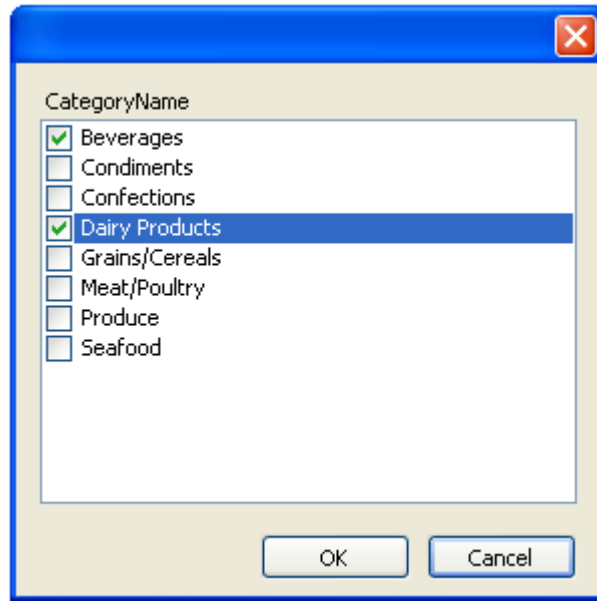 CategoryName
Beverages
Condiments
Confections
Dairy Products
Grains/Cereals
Meat/Poultry
Produce
Seafood
OK Cancel